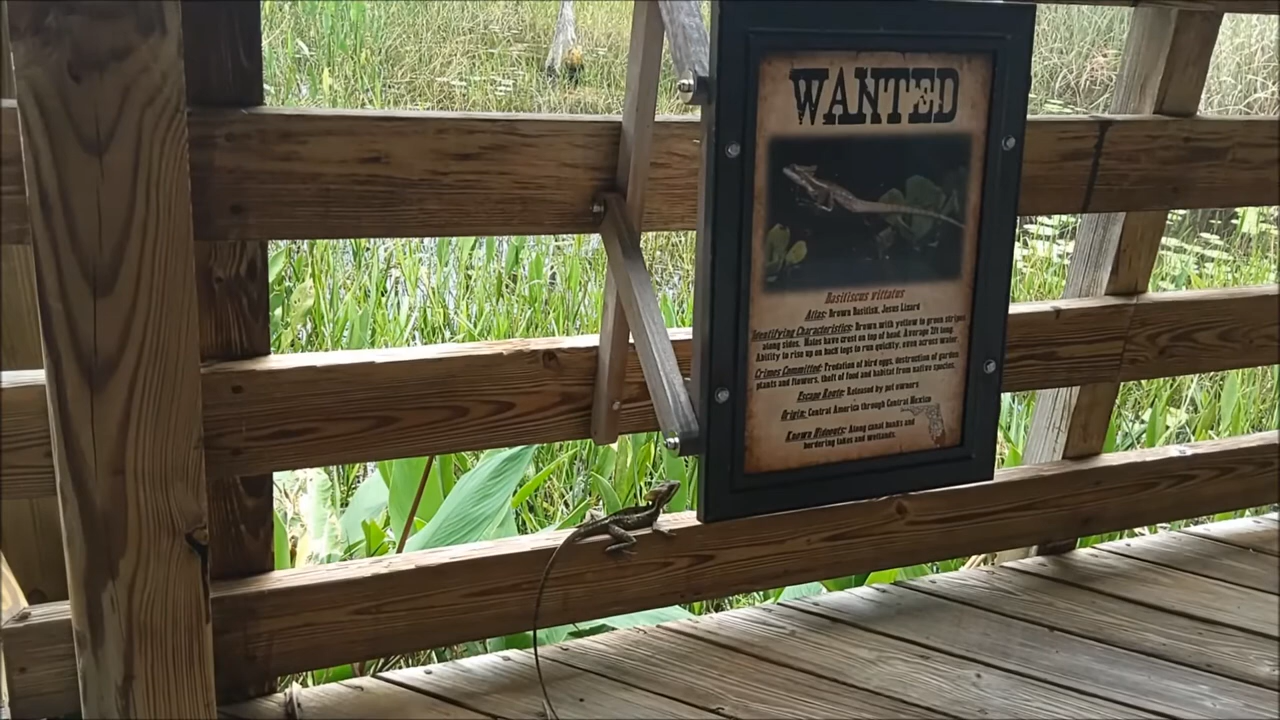 WANTED
Basiliscus vittatus
Alias: Brown Basilisk, Jesus Lizard
Identifying Characteristics: Brown with yellow to green stripes
along sides. Males have crest on top of head. Average 2ft long.
Ability to rise up on back legs to run quickly, even across water.
Crimes Committed: Predation of bird eggs, destruction of garden
plants and flowers, theft of food and habitat from native species.
Escape Route: Released by pet owners
Origin: Central America through Central Mexico
Known Hideouts: Along canal banks and
bordering lakes and wetlands.